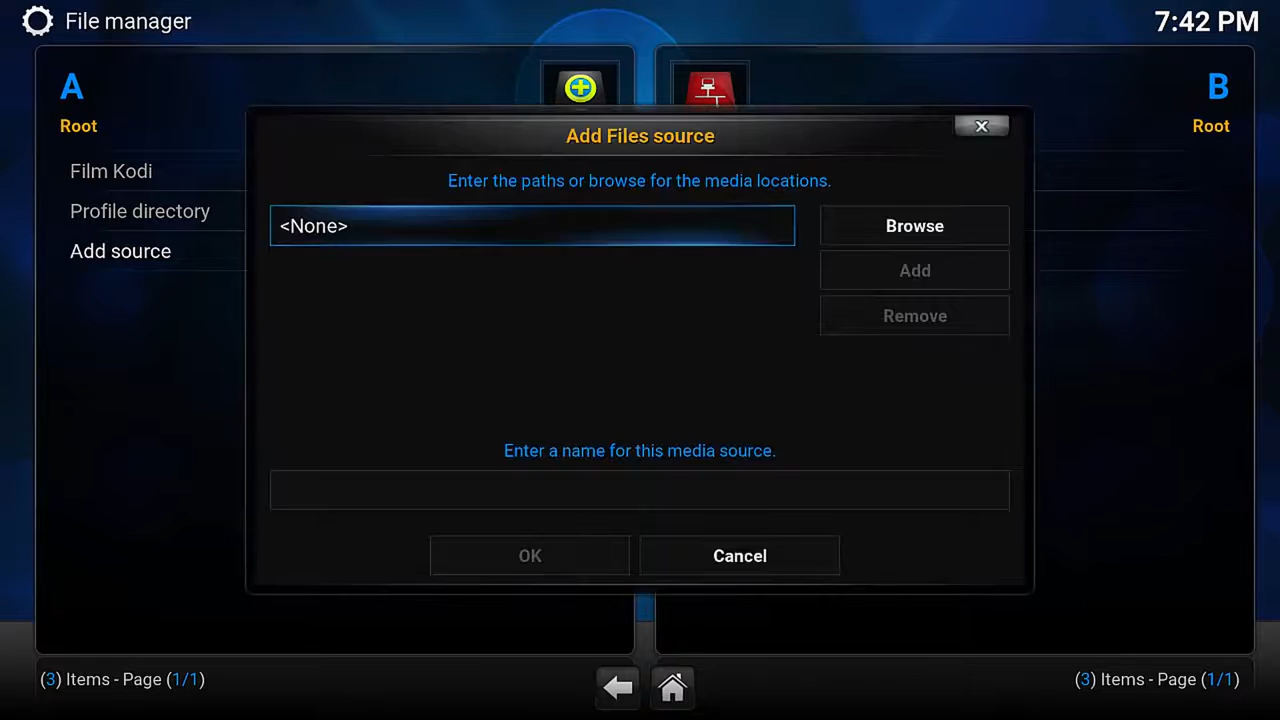 File manager
7:42 PM
A
B
Root
Root
Film Kodi
Profile directory
Add source
Add Files source
Enter the paths or browse for the media locations.
<None>
Browse
Add
Remove
Enter a name for this media source.
OK
Cancel
(3) Items - Page (1/1)
(3) Items - Page (1/1)